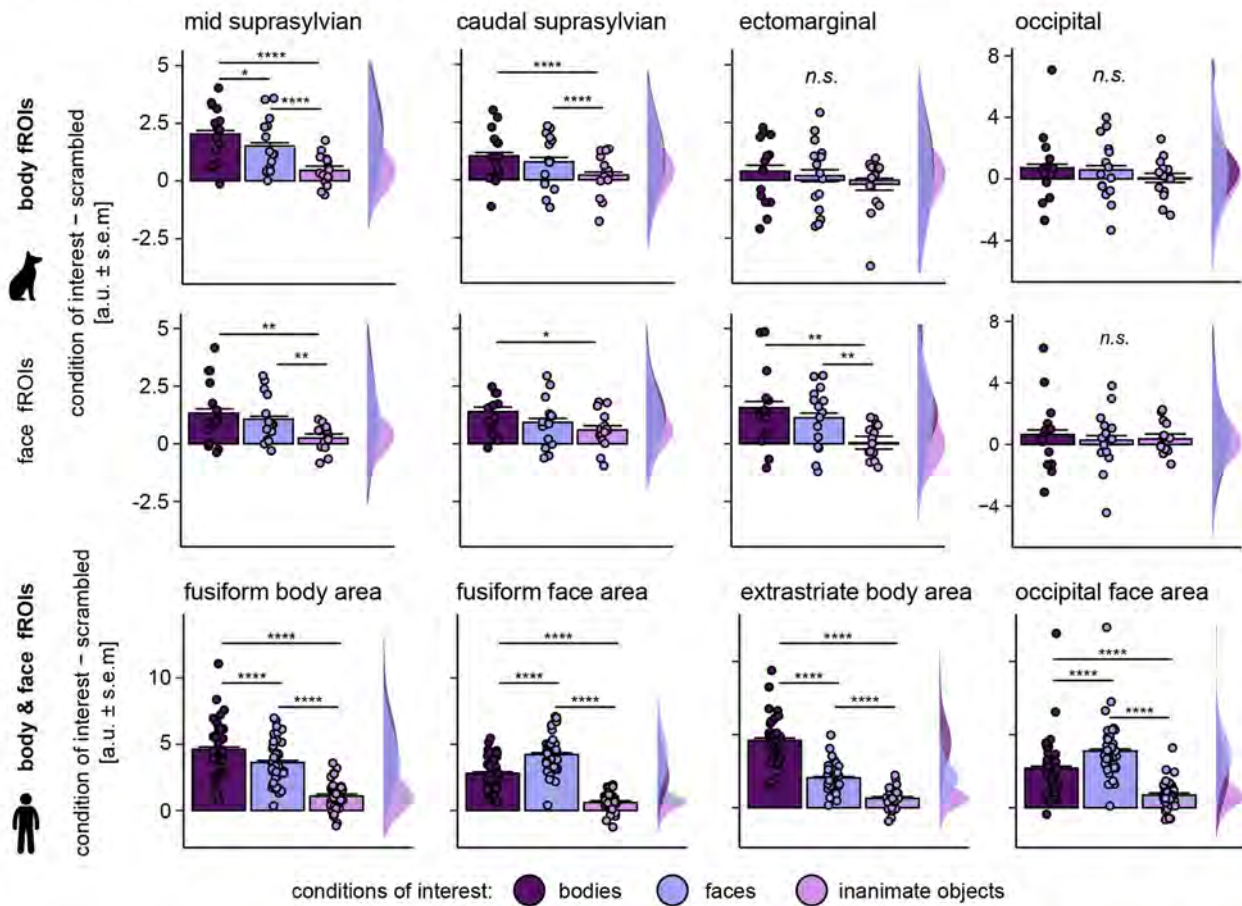 mid suprasylvian caudal suprasylvian ectomarginal occipital
5 **** **** n.s. 8 n.s.
* ****
2.5 **** 4
0 0
-2.5 -4
body fROIs
condition of interest – scrambled
[a.u. ± s.e.m]
5 ** * ** 8 n.s.
** **
2.5 4
0 0
-2.5 -4
face fROIs
fusiform body area fusiform face area extrastriate body area occipital face area
**** **** **** ****
10 **** **** **** ****
**** **** **** ****
5
0
body & face fROIs
condition of interest – scrambled
[a.u. ± s.e.m]
conditions of interest: bodies faces inanimate objects